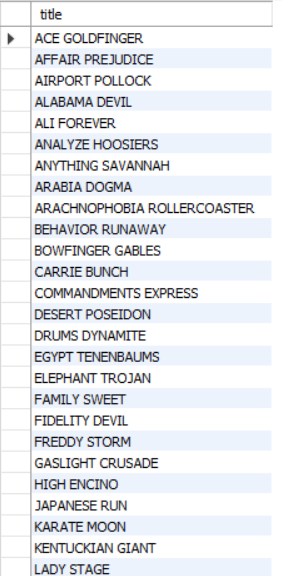 title
ACE GOLDFINGER
AFFAIR PREJUDICE
AIRPORT POLLOCK
ALABAMA DEVIL
ALI FOREVER
ANALYZE HOOSIERS
ANYTHING SAVANNAH
ARABIA DOGMA
ARACHNOPHOBIA ROLLERCOASTER
BEHAVIOR RUNAWAY
BOWFINGER GABLES
CARRIE BUNCH
COMMANDMENTS EXPRESS
DESERT POSEIDON
DRUMS DYNAMITE
EGYPT TENENBAUMS
ELEPHANT TROJAN
FAMILY SWEET
FIDELITY DEVIL
FREDDY STORM
GASLIGHT CRUSADE
HIGH ENCINO
JAPANESE RUN
KARATE MOON
KENTUCKIAN GIANT
LADY STAGE